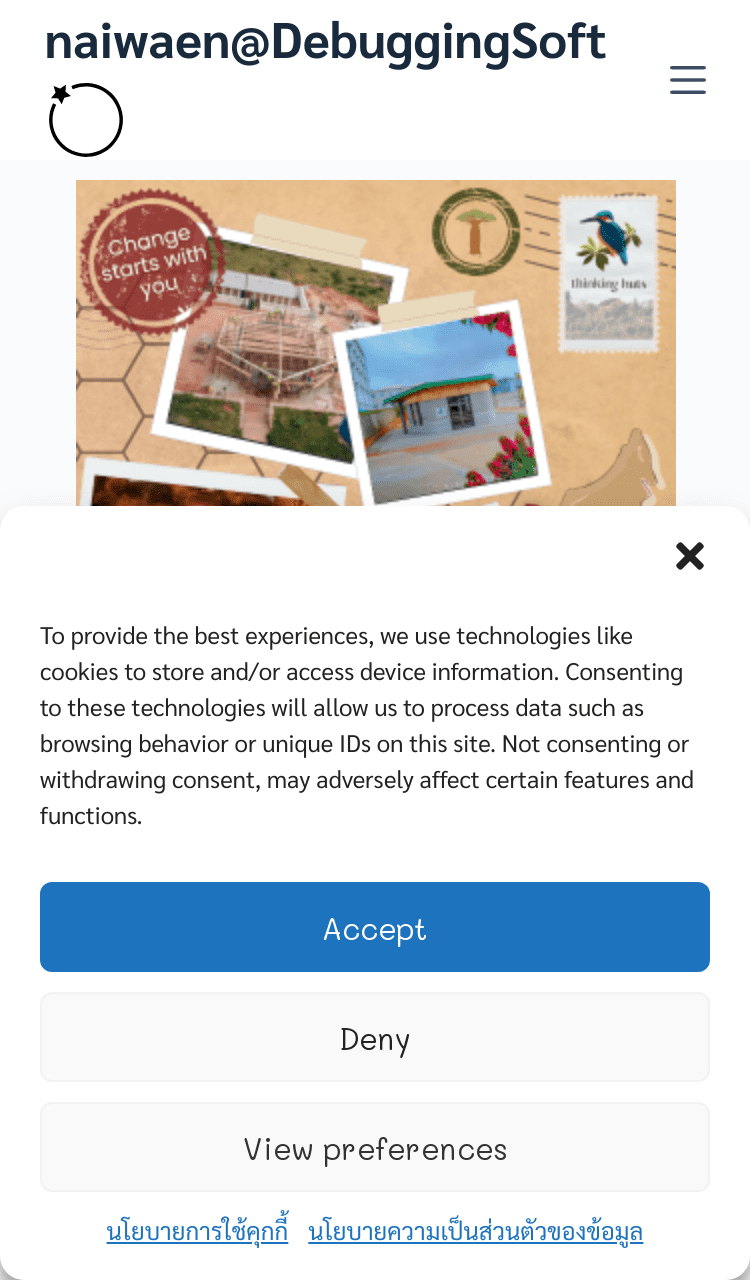 naiwaen@DebuggingSoft
Change
starts with
you
thinking huts
To provide the best experiences, we use technologies like
cookies to store and/or access device information. Consenting
to these technologies will allow us to process data such as
browsing behavior or unique IDs on this site. Not consenting or
withdrawing consent, may adversely affect certain features and
functions.
Accept
Deny
View preferences
นโยบายการใช้คุกกี้ นโยบายความเป็นส่วนตัวของข้อมูล